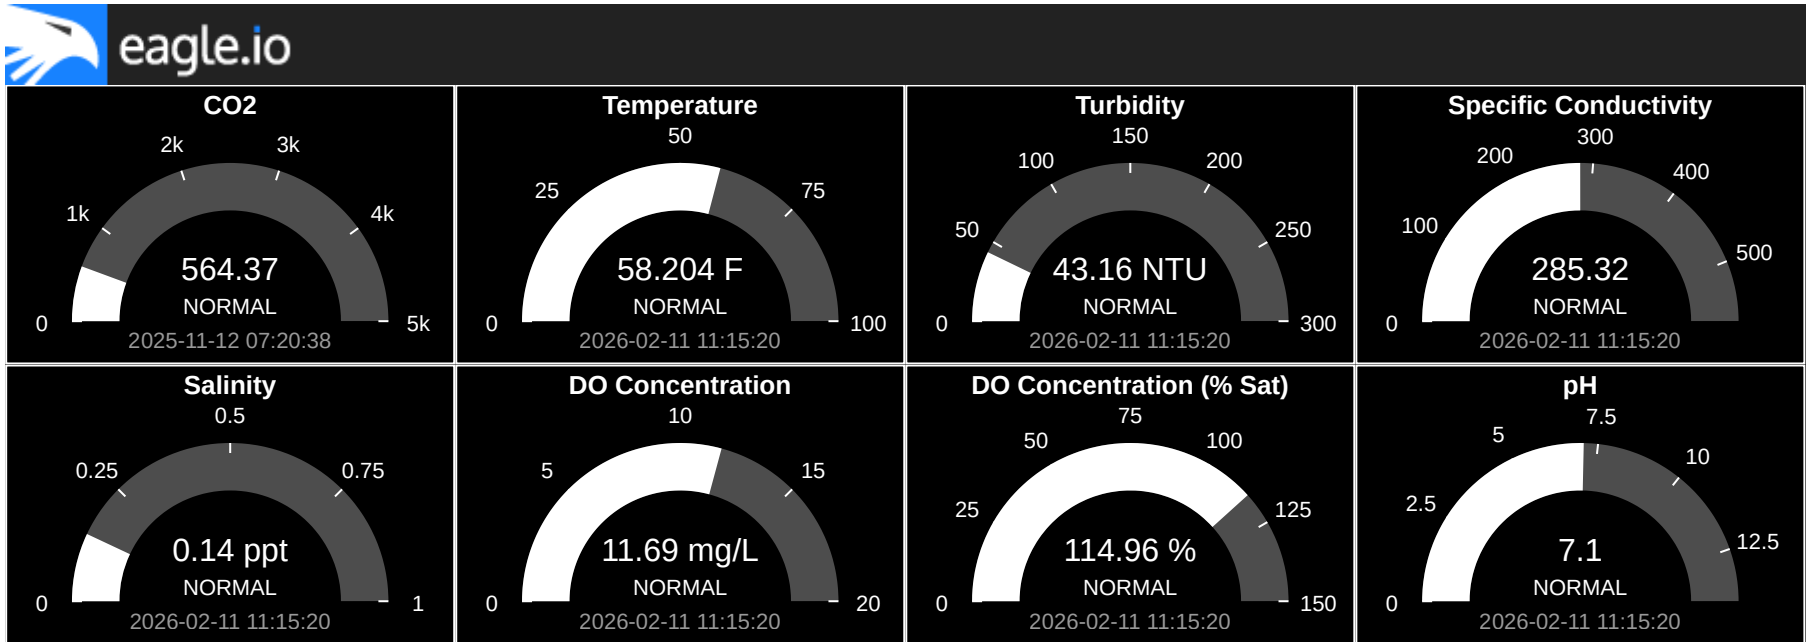 eagle.io
CO2
0
1k
2k
3k
4k
5k
564.37
NORMAL
2025-11-12 07:20:38
Temperature
0
25
50
75
100
58.204 F
NORMAL
2026-02-11 11:15:20
Turbidity
0
50
100
150
200
250
300
43.16 NTU
NORMAL
2026-02-11 11:15:20
Specific Conductivity
0
100
200
300
400
500
285.32
NORMAL
2026-02-11 11:15:20
Salinity
0
0.25
0.5
0.75
1
0.14 ppt
NORMAL
2026-02-11 11:15:20
DO Concentration
0
5
10
15
20
11.69 mg/L
NORMAL
2026-02-11 11:15:20
DO Concentration (% Sat)
0
25
50
75
100
125
150
114.96 %
NORMAL
2026-02-11 11:15:20
pH
0
2.5
5
7.5
10
12.5
7.1
NORMAL
2026-02-11 11:15:20